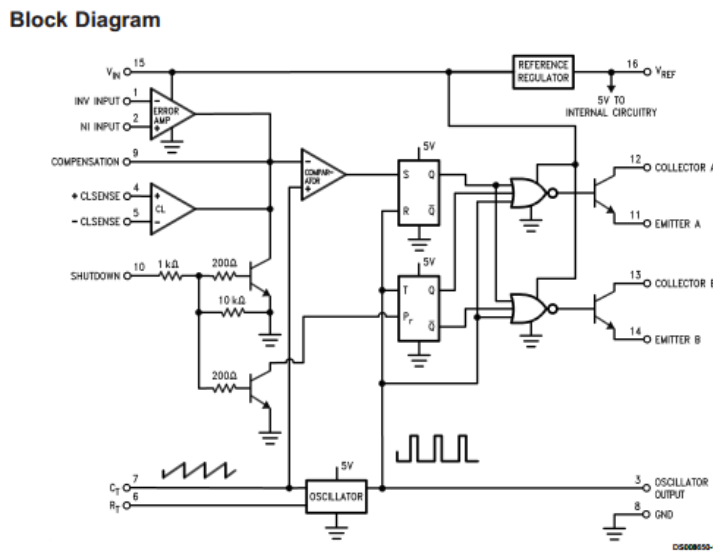 Block Diagram
VIN 15
REFERENCE
REGULATOR
16 VREF
5V TO
INTERNAL CIRCUITRY
INV INPUT 1
−
ERROR
AMP
NI INPUT 2
+
COMPENSATION 9
−
COMPAR-
ATOR
+
5V
S Q
R Q̅
12 COLLECTOR A
11 EMITTER A
+ CLSENSE 4
+
CL
− CLSENSE 5
−
SHUTDOWN 10 1 kΩ 200Ω
10 kΩ
5V
T Q
Pr Q̅
13 COLLECTOR B
14 EMITTER B
200Ω
CT 7
RT 6
5V
OSCILLATOR
3 OSCILLATOR
OUTPUT
8 GND
DS008650-